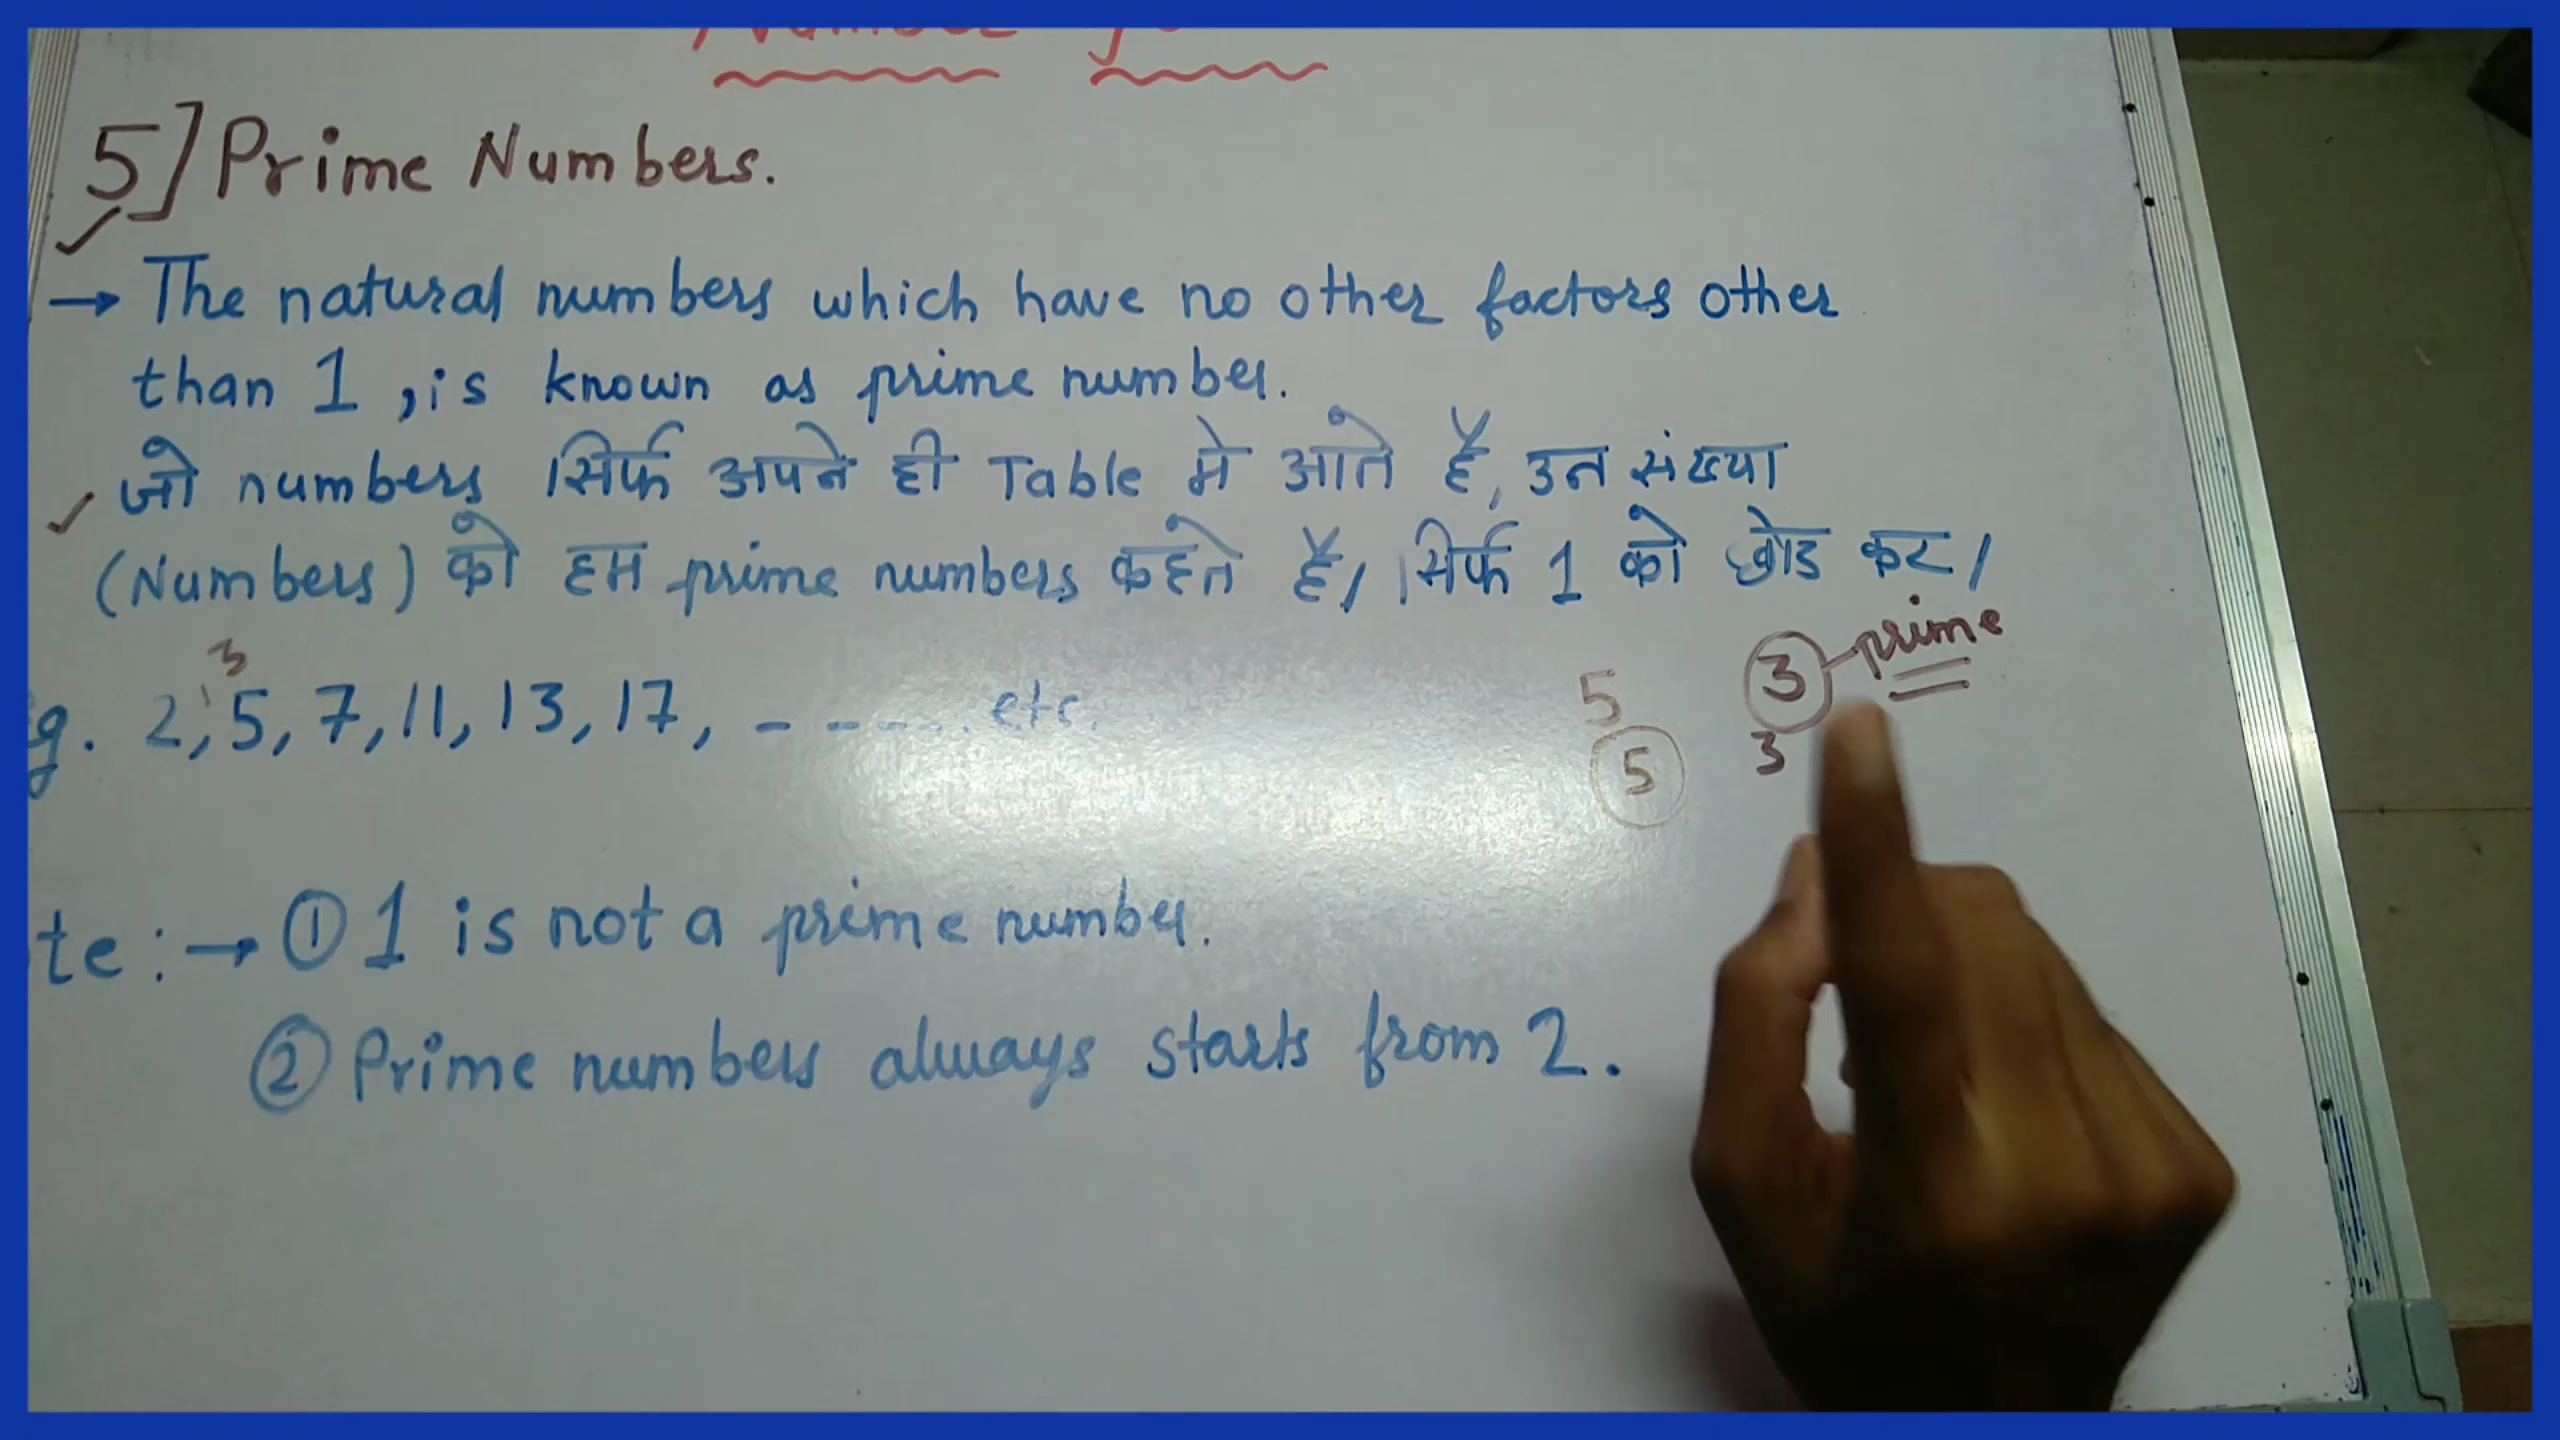 5] Prime Numbers.
→ The natural numbers which have no other factors other
than 1, is known as prime number.
जो numbers सिर्फ अपने ही Table मे आते हैं, उन संख्या
(Numbers) को हम prime numbers कहते हैं/ सिर्फ 1 को छोड कर/
3 - prime
3
g. 2, 3, 5, 7, 11, 13, 17, - - - - .. etc.
5
5
3
te : → ① 1 is not a prime number.
② Prime numbers always starts from 2.